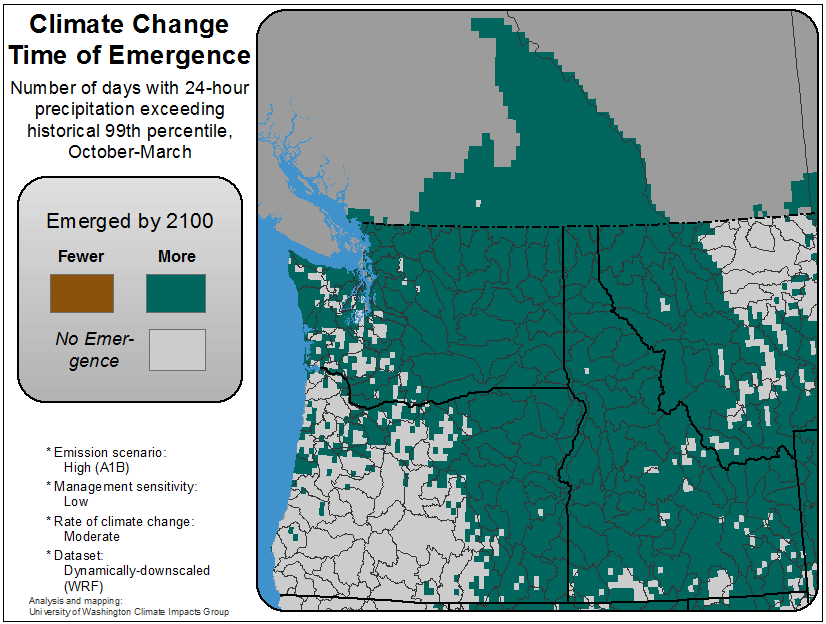 Climate Change
Time of Emergence
Number of days with 24-hour
precipitation exceeding
historical 99th percentile,
October-March
Emerged by 2100
Fewer More
No Emer-
gence
* Emission scenario:
High (A1B)
* Management sensitivity:
Low
* Rate of climate change:
Moderate
* Dataset:
Dynamically-downscaled
(WRF)
Analysis and mapping:
University of Washington Climate Impacts Group